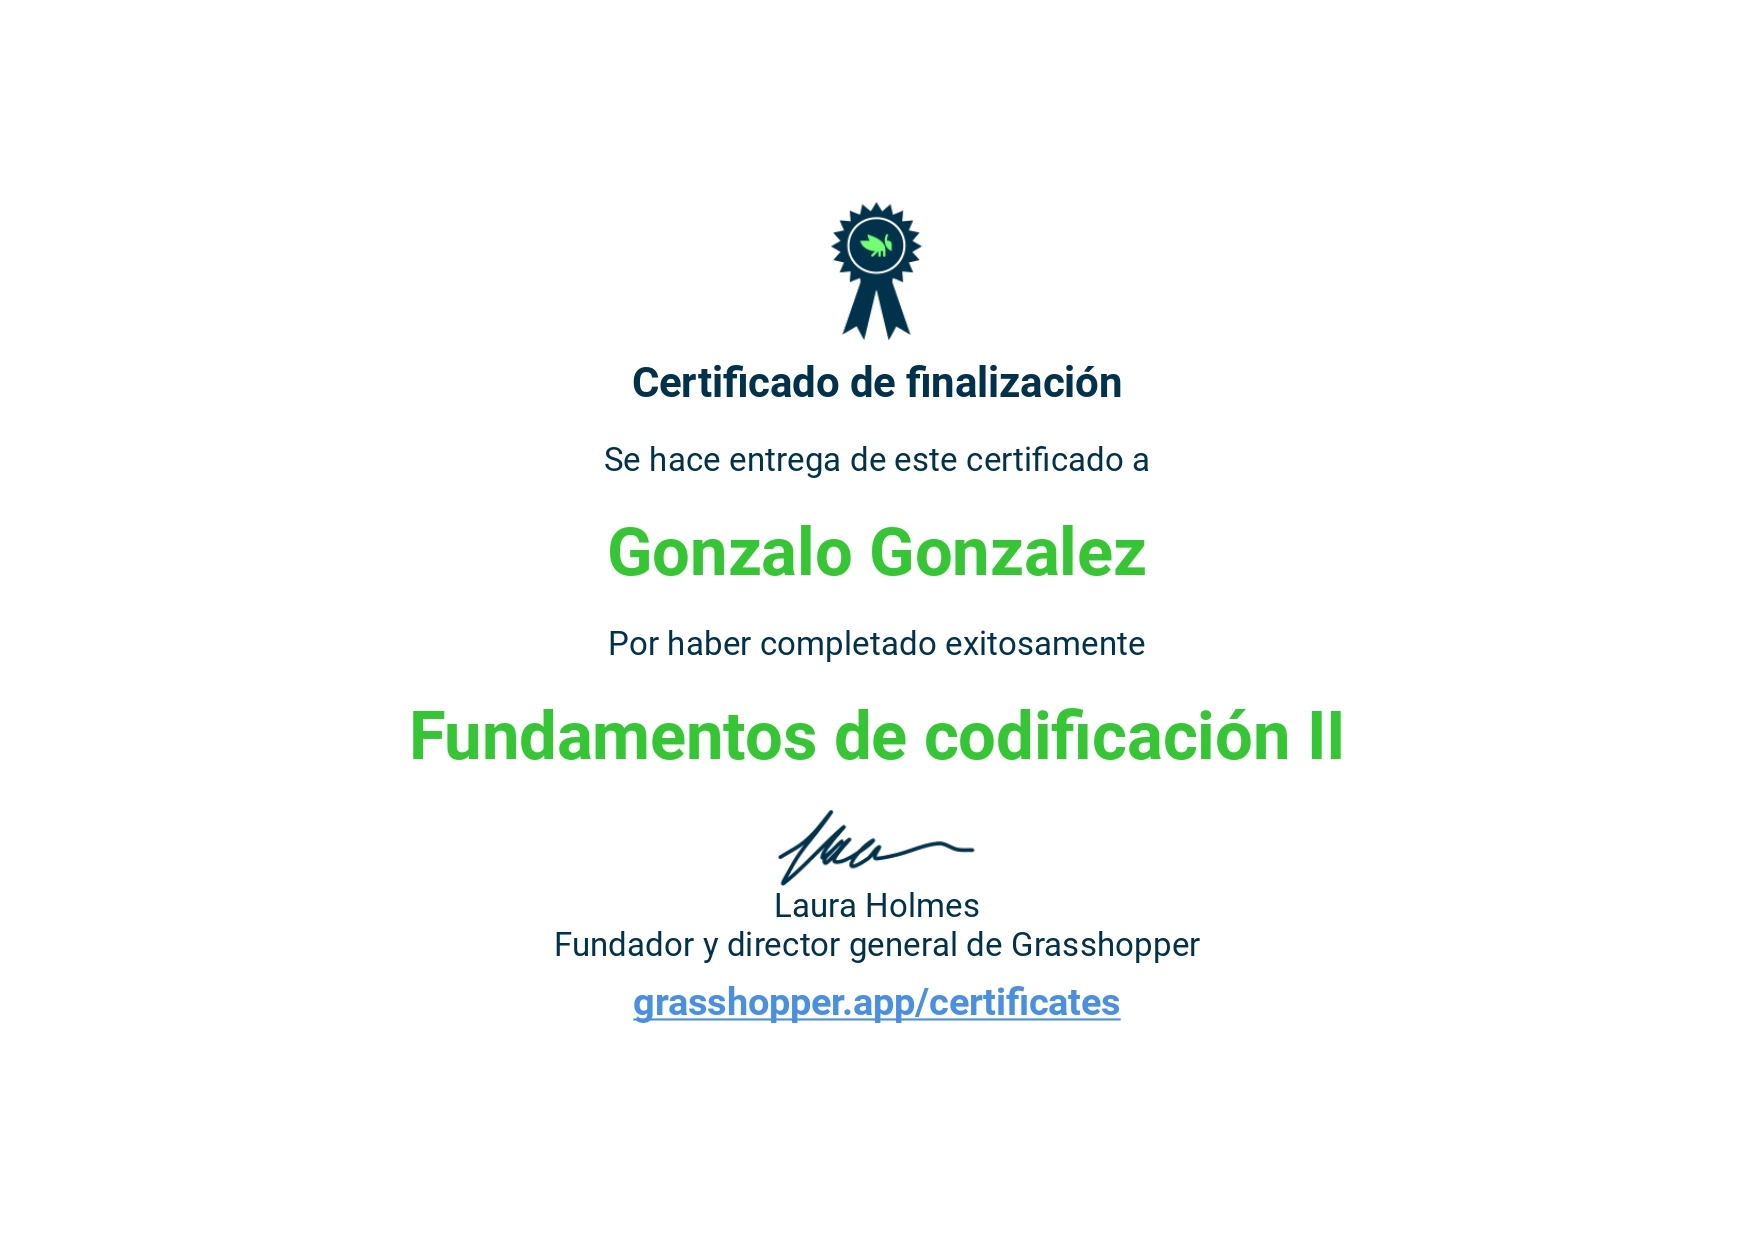 Certificado de finalización
Se hace entrega de este certificado a
Gonzalo Gonzalez
Por haber completado exitosamente
Fundamentos de codificación II
Laura Holmes
Fundador y director general de Grasshopper
grasshopper.app/certificates